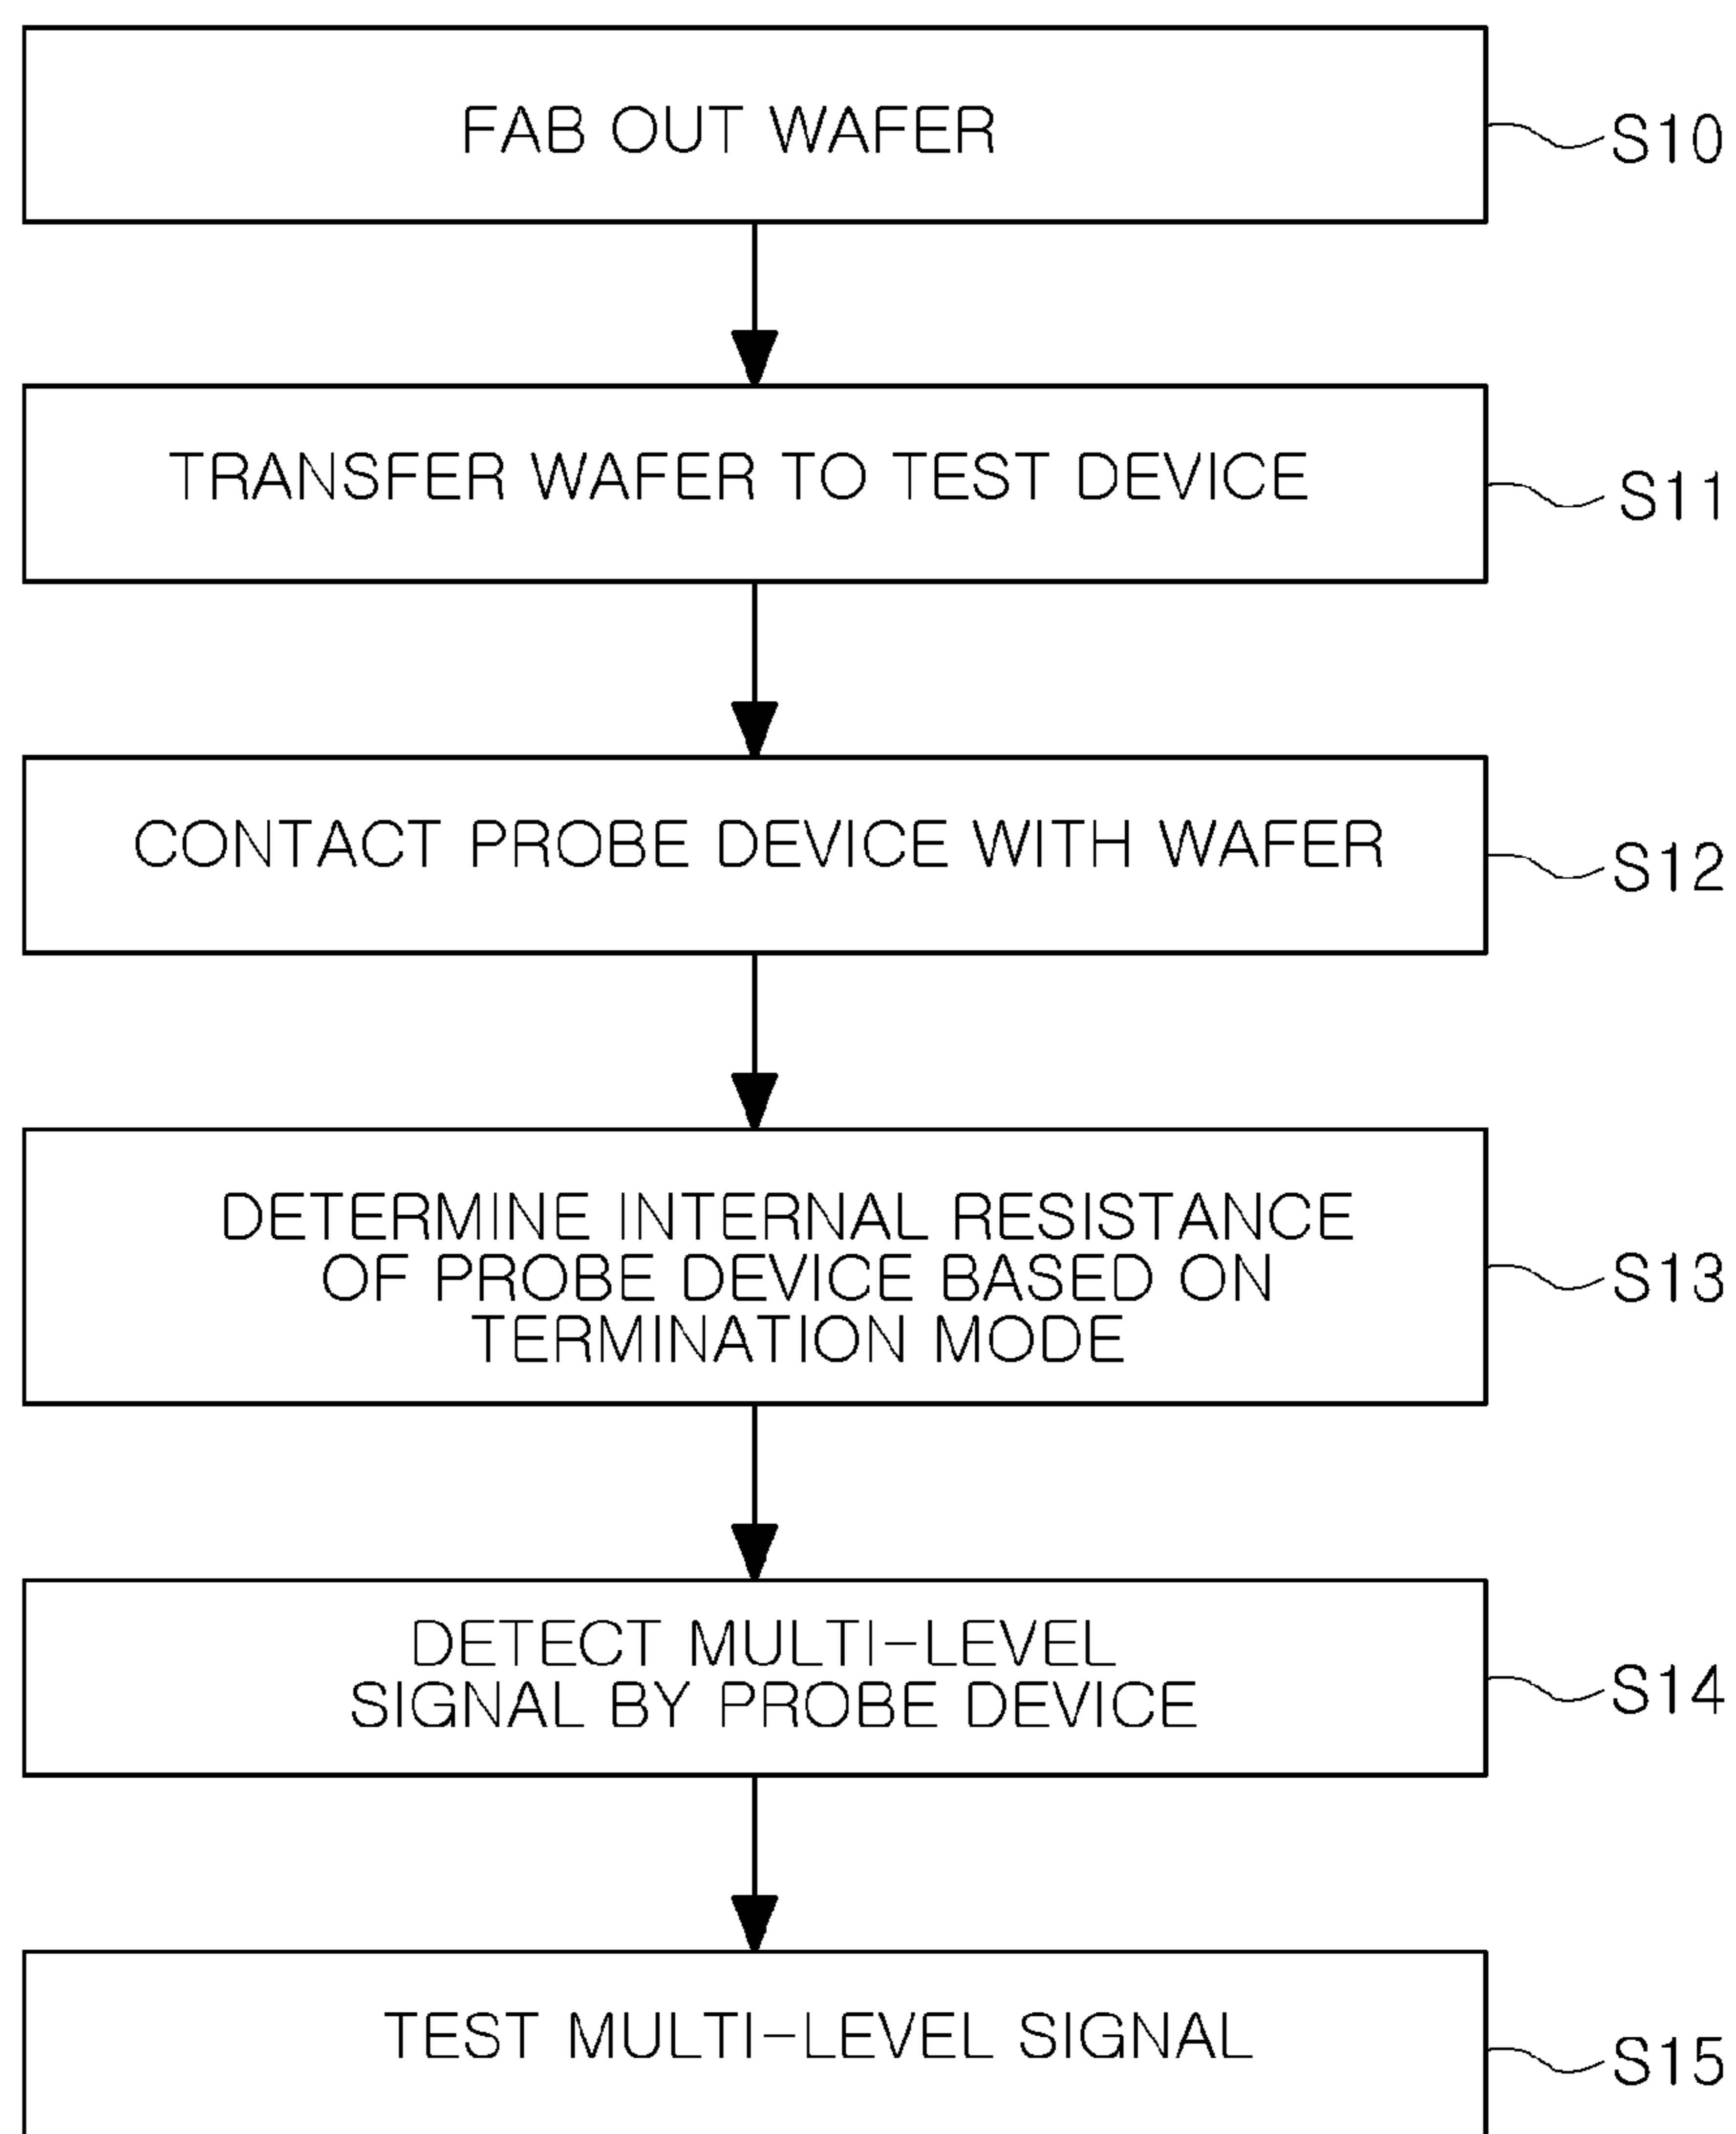 FAB OUT WAFER
S10
TRANSFER WAFER TO TEST DEVICE
S11
CONTACT PROBE DEVICE WITH WAFER
S12
DETERMINE INTERNAL RESISTANCE
OF PROBE DEVICE BASED ON
TERMINATION MODE
S13
DETECT MULTI-LEVEL
SIGNAL BY PROBE DEVICE
S14
TEST MULTI-LEVEL SIGNAL
S15